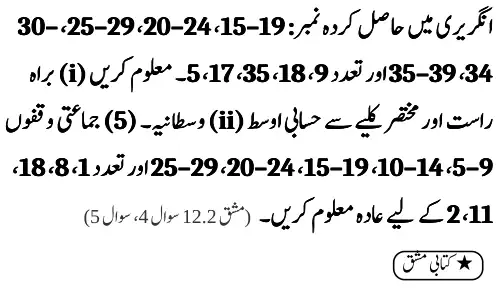 انگریزی میں حاصل کردہ نمبر: 15–19، 20–24، 25–29، 30–
34، 35–39 اور تعدد 9، 18، 35، 17، 5۔ معلوم کریں (i) براہ
راست اور مختصر کلیے سے حسابی اوسط (ii) وسطانیہ۔ (5) جماعتی وقفوں
5–9، 10–14، 15–19، 20–24، 25–29 اور تعدد 1، 8، 18،
11، 2 کے لیے عادہ معلوم کریں۔ (مشق 12.2 سوال 4، سوال 5)
★ کتابی مشق